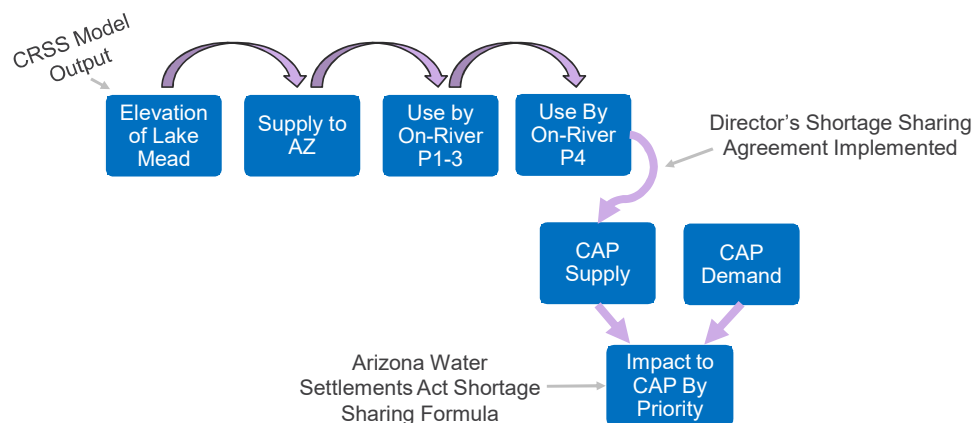 CRSS Model
Output
Elevation
of Lake
Mead
Supply to
AZ
Use by
On-River
P1-3
Use By
On-River
P4
Director's Shortage Sharing
Agreement Implemented
CAP
Supply
CAP
Demand
Arizona Water
Settlements Act Shortage
Sharing Formula
Impact to
CAP By
Priority